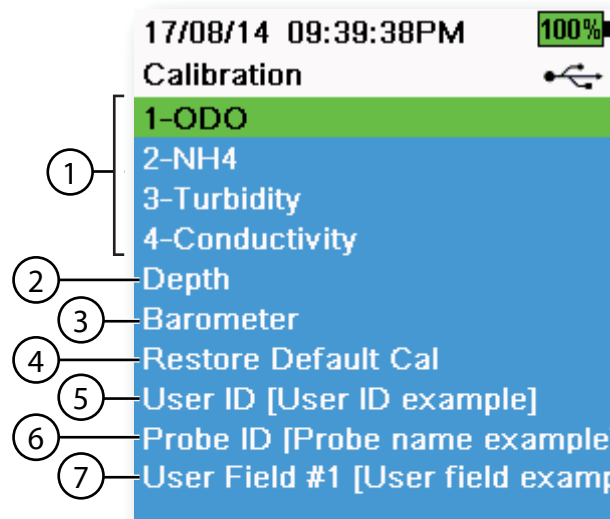 17/08/14 09:39:38PM 100%
Calibration
1-ODO
2-NH4
3-Turbidity
4-Conductivity
Depth
Barometer
Restore Default Cal
User ID [User ID example]
Probe ID [Probe name example
User Field #1 [User field examp
1
2
3
4
5
6
7